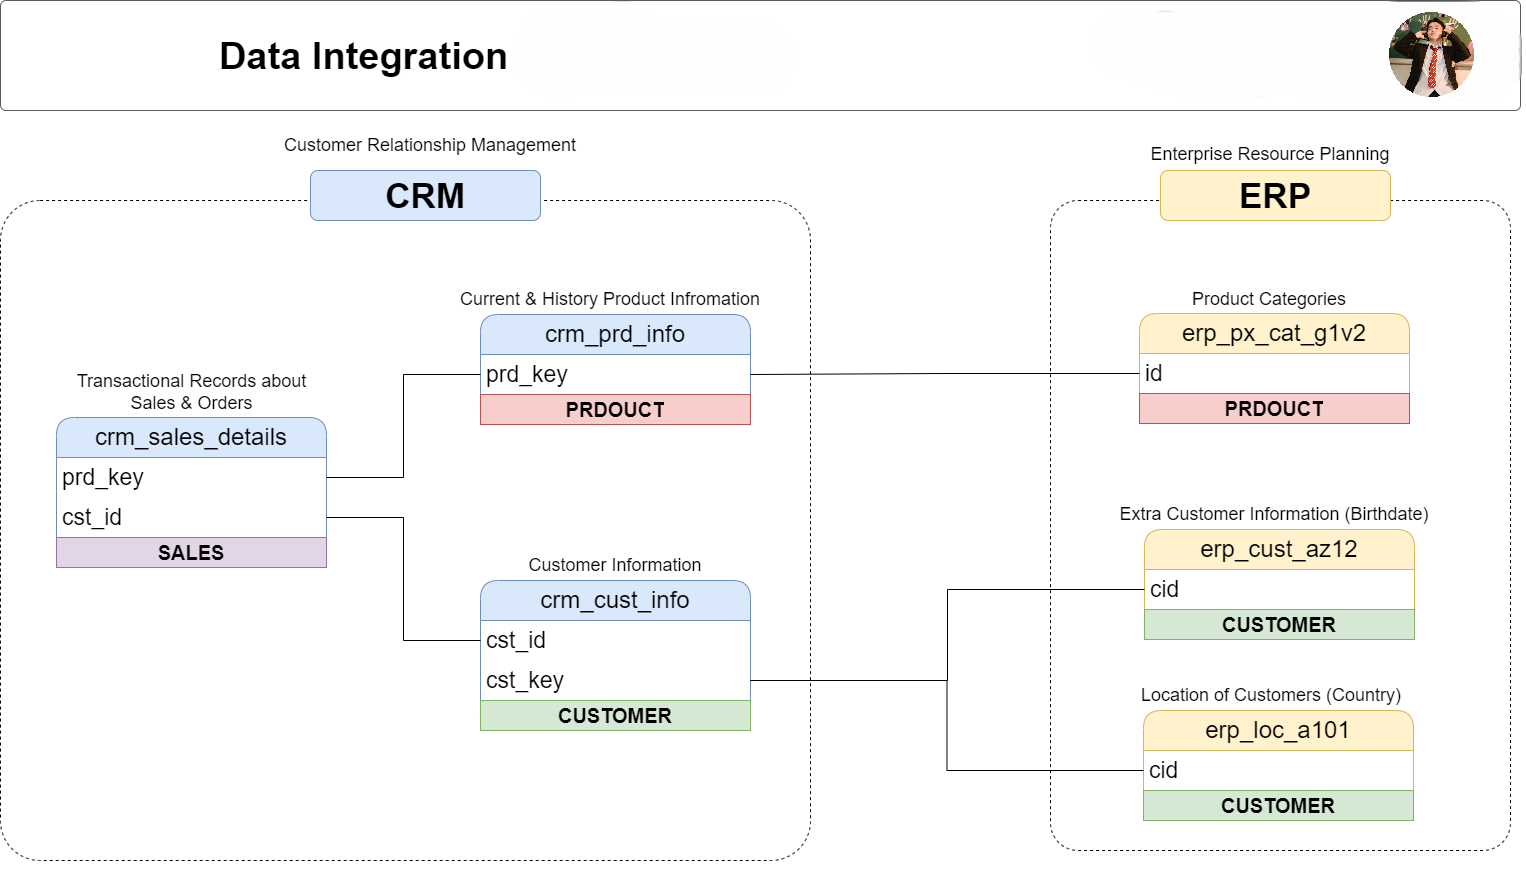 Data Integration
Customer Relationship Management
CRM
Enterprise Resource Planning
ERP
Current & History Product Infromation
crm_prd_info
prd_key
PRDOUCT
Transactional Records about
Sales & Orders
crm_sales_details
prd_key
cst_id
SALES
Customer Information
crm_cust_info
cst_id
cst_key
CUSTOMER
Product Categories
erp_px_cat_g1v2
id
PRDOUCT
Extra Customer Information (Birthdate)
erp_cust_az12
cid
CUSTOMER
Location of Customers (Country)
erp_loc_a101
cid
CUSTOMER